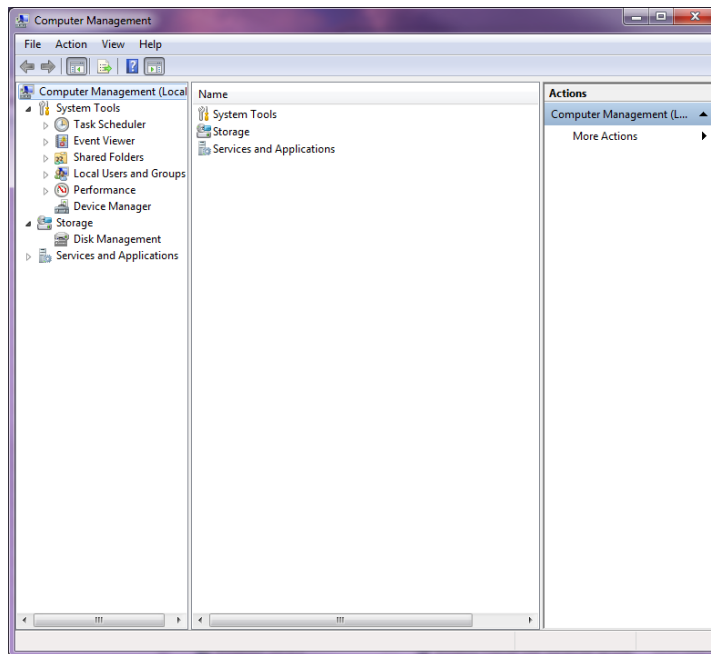 Computer Management
File Action View Help
Computer Management (Local
System Tools
Task Scheduler
Event Viewer
Shared Folders
Local Users and Groups
Performance
Device Manager
Storage
Disk Management
Services and Applications
Name
System Tools
Storage
Services and Applications
Actions
Computer Management (L...
More Actions